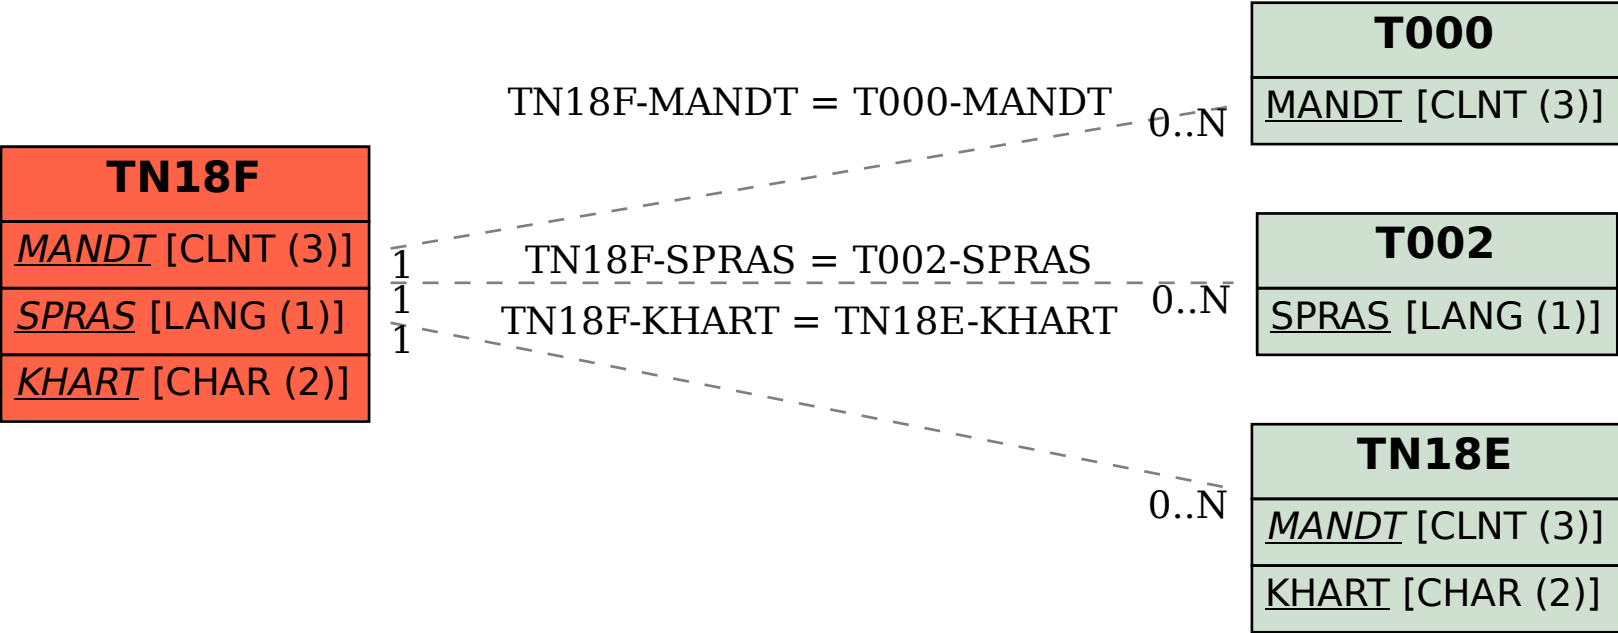 TN18F
MANDT [CLNT (3)]
SPRAS [LANG (1)]
KHART [CHAR (2)]
TN18F-MANDT = T000-MANDT
0..N
1
TN18F-SPRAS = T002-SPRAS
1
0..N
TN18F-KHART = TN18E-KHART
1
0..N
T000
MANDT [CLNT (3)]
T002
SPRAS [LANG (1)]
TN18E
MANDT [CLNT (3)]
KHART [CHAR (2)]